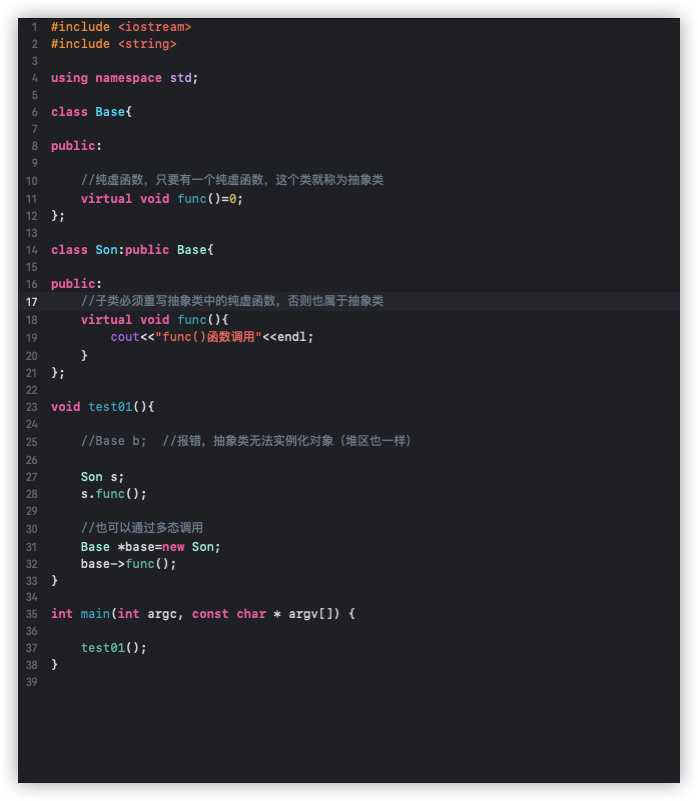 1 #include <iostream>
2 #include <string>
3
4 using namespace std;
5
6 class Base{
7
8 public:
9
10     //纯虚函数，只要有一个纯虚函数，这个类就称为抽象类
11     virtual void func()=0;
12 };
13
14 class Son:public Base{
15
16 public:
17     //子类必须重写抽象类中的纯虚函数，否则也属于抽象类
18     virtual void func(){
19         cout<<"func()函数调用"<<endl;
20     }
21 };
22
23 void test01(){
24
25     //Base b;  //报错，抽象类无法实例化对象（堆区也一样）
26
27     Son s;
28     s.func();
29
30     //也可以通过多态调用
31     Base *base=new Son;
32     base->func();
33 }
34
35 int main(int argc, const char * argv[]) {
36
37     test01();
38 }
39